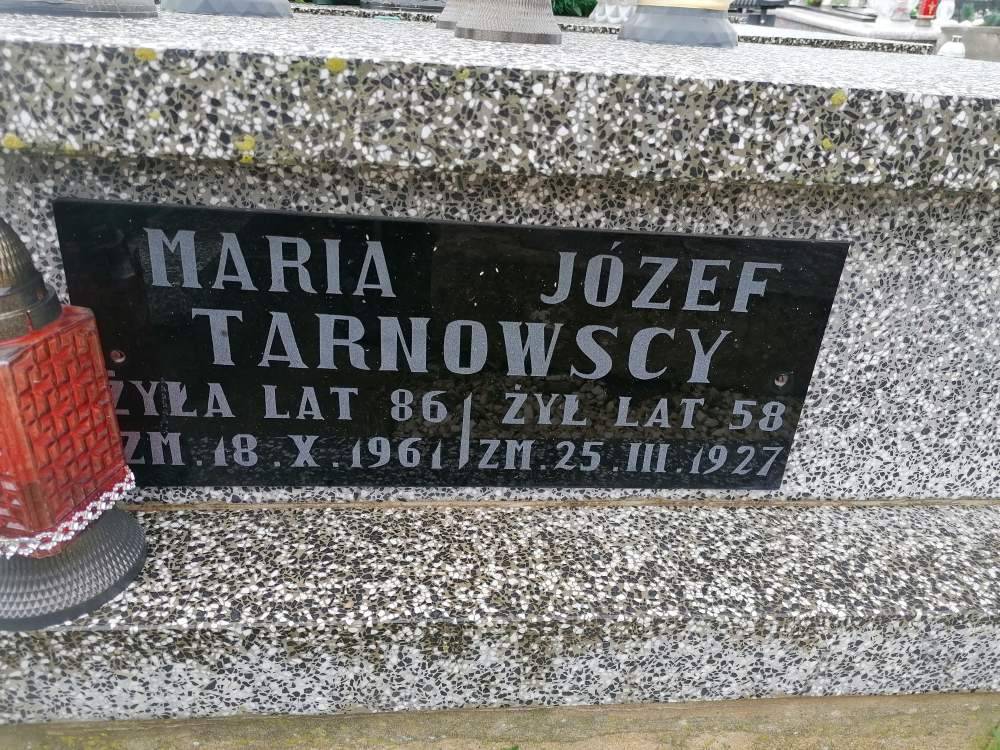 MARIA JÓZEF
TARNOWSCY
ŻYŁA LAT 86 ŻYŁ LAT 58
ZM. 18. X. 1961 ZM. 25. III. 1927